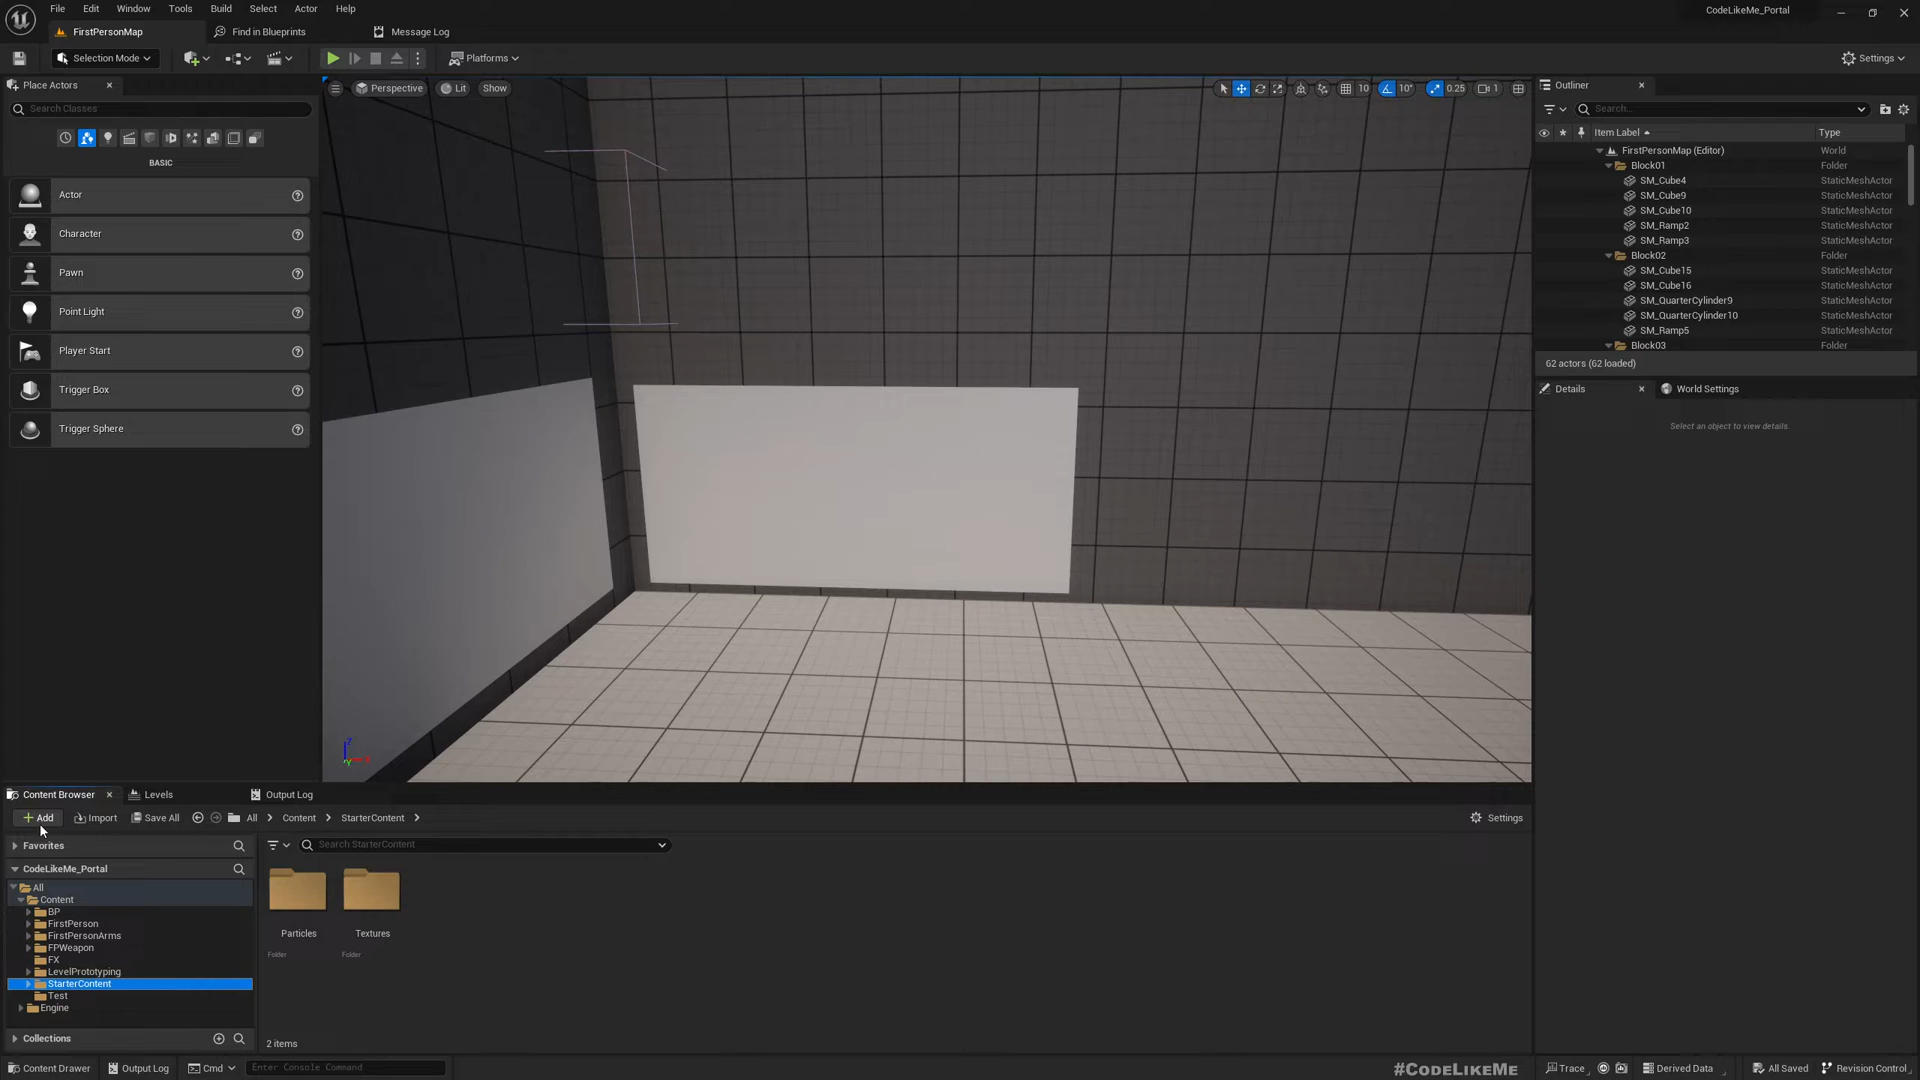 File Edit Window Tools Build Select Actor Help
CodeLikeMe_Portal
FirstPersonMap Find in Blueprints Message Log
Selection Mode Platforms Settings
Place Actors
Search Classes
BASIC
Actor
Character
Pawn
Point Light
Player Start
Trigger Box
Trigger Sphere
Perspective Lit Show 10 10° 0.25 1
Outliner
Search...
Item Label Type
FirstPersonMap (Editor) World
Block01 Folder
SM_Cube4 StaticMeshActor
SM_Cube9 StaticMeshActor
SM_Cube10 StaticMeshActor
SM_Ramp2 StaticMeshActor
SM_Ramp3 StaticMeshActor
Block02 Folder
SM_Cube15 StaticMeshActor
SM_Cube16 StaticMeshActor
SM_QuarterCylinder9 StaticMeshActor
SM_QuarterCylinder10 StaticMeshActor
SM_Ramp5 StaticMeshActor
Block03 Folder
62 actors (62 loaded)
Details World Settings
Select an object to view details.
Content Browser Levels Output Log
Add Import Save All All Content StarterContent Settings
Favorites
Search StarterContent
CodeLikeMe_Portal
All
Content
BP
FirstPerson
FirstPersonArms
FPWeapon
FX
LevelPrototyping
StarterContent
Test
Engine
Collections
Particles Textures
Folder Folder
2 items
Content Drawer Output Log Cmd Enter Console Command
#CodeLikeMe
Trace Derived Data All Saved Revision Control